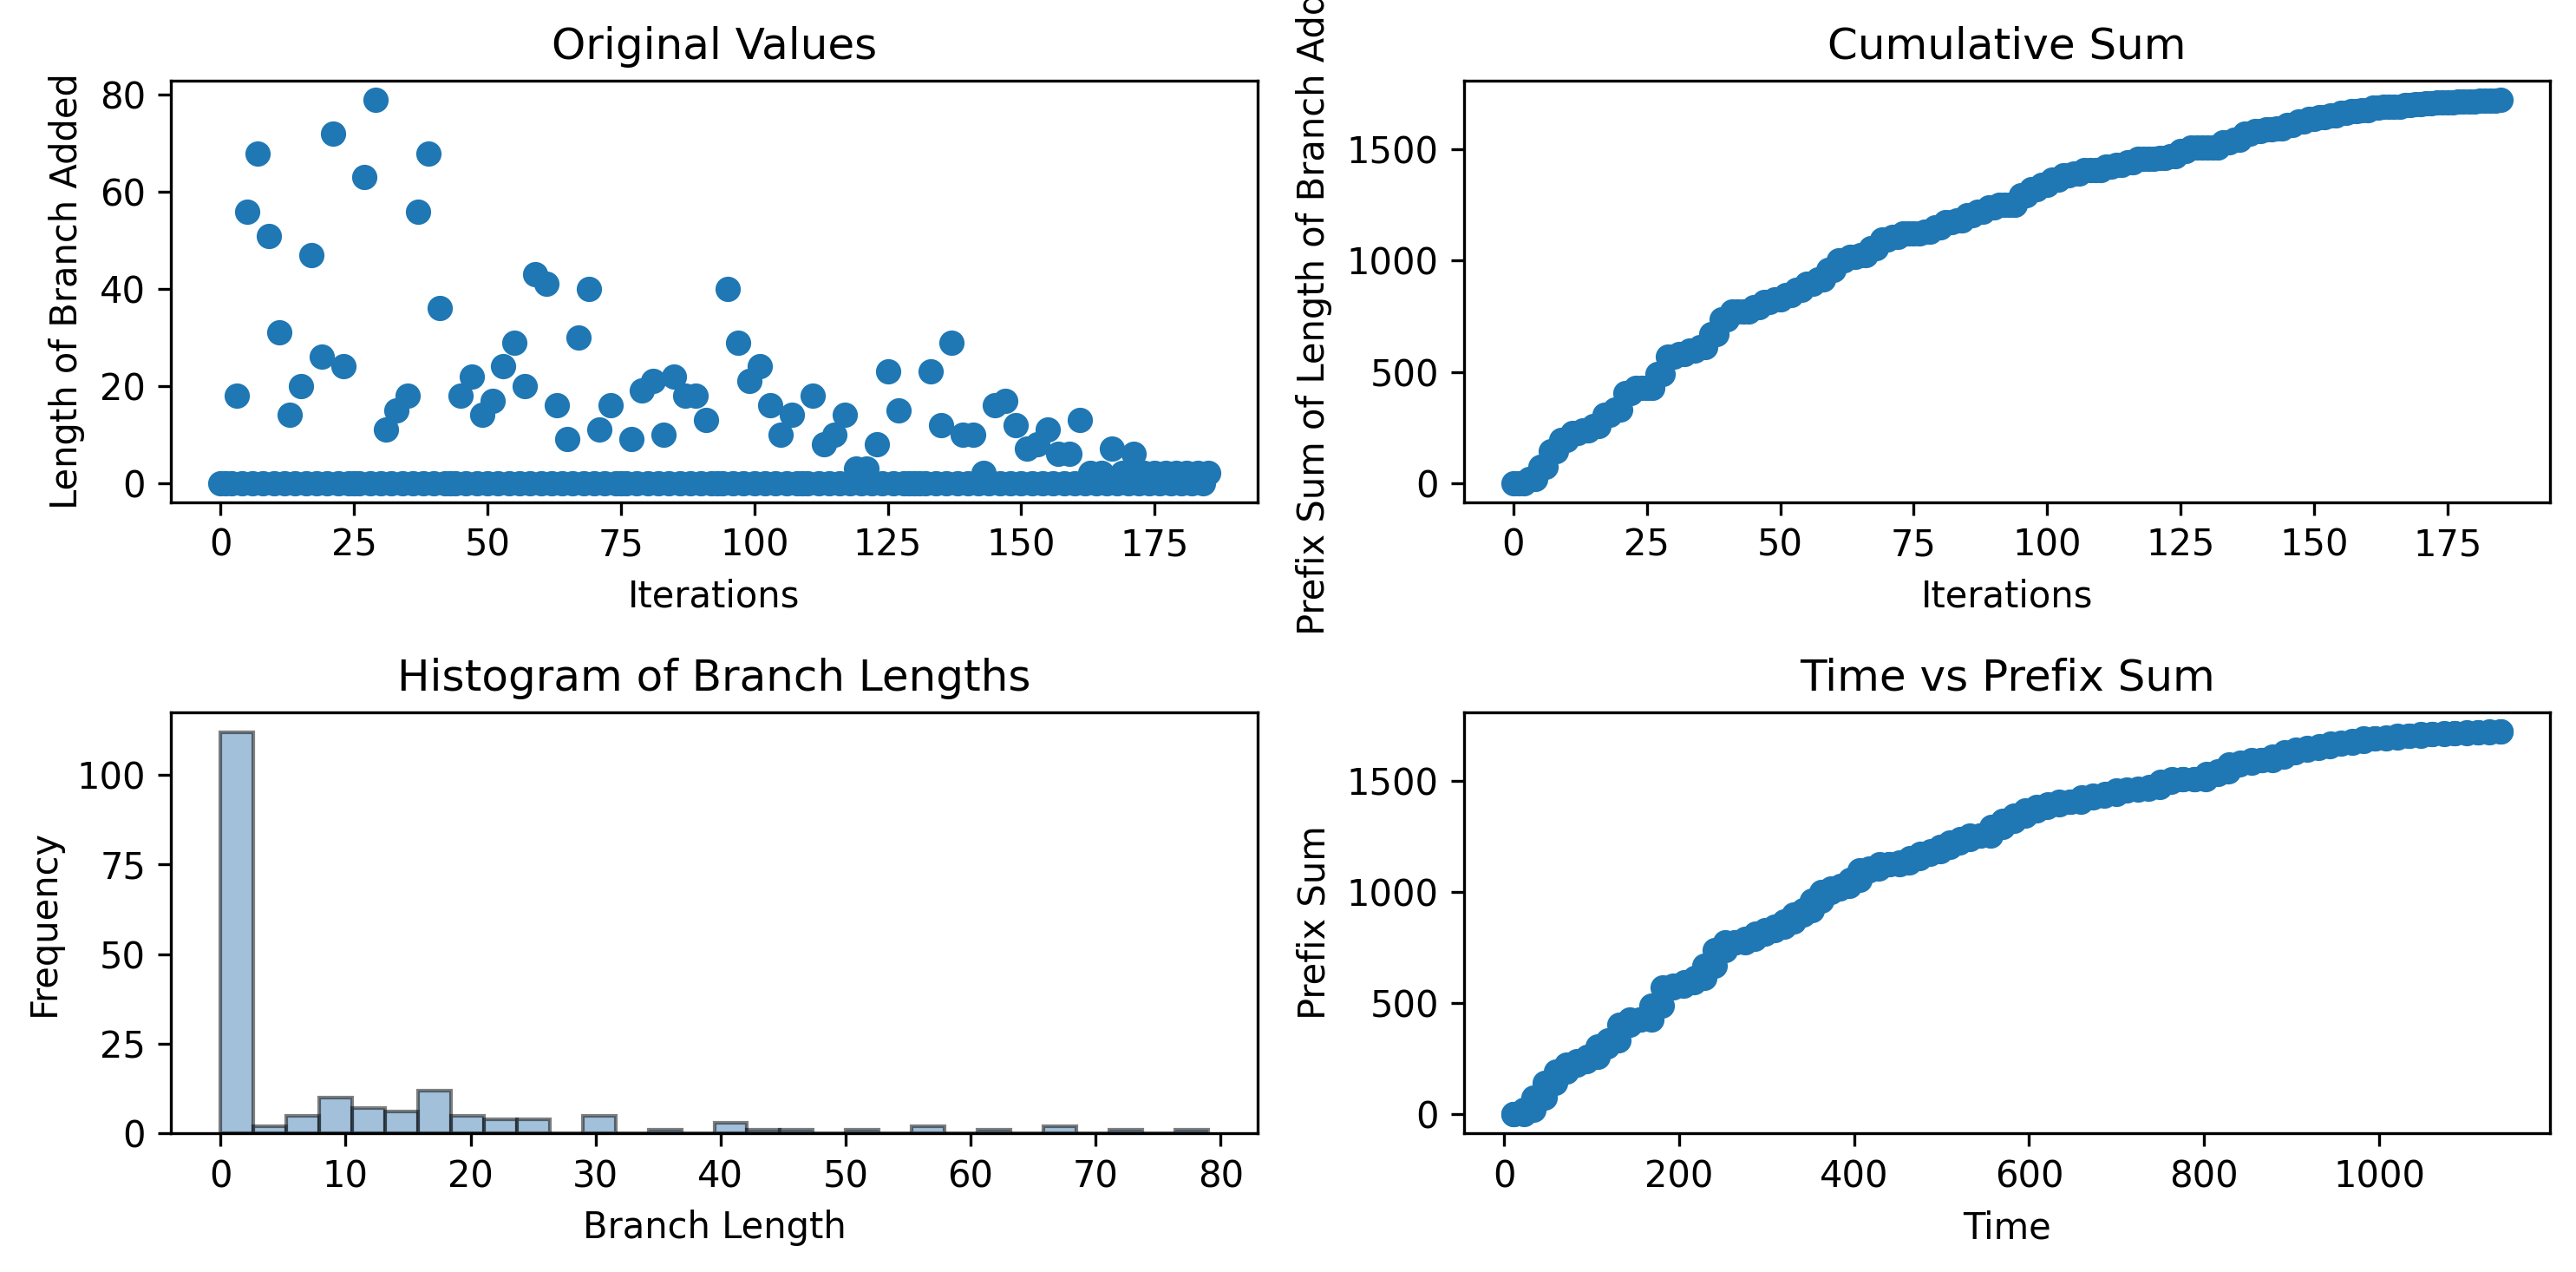 Original Values
Length of Branch Added
80
60
40
20
0
0 25 50 75 100 125 150 175
Iterations
Cumulative Sum
Prefix Sum of Length of Branch
1500
1000
500
0
0 25 50 75 100 125 150 175
Iterations
Histogram of Branch Lengths
Frequency
100
75
50
25
0
0 10 20 30 40 50 60 70 80
Branch Length
Time vs Prefix Sum
Prefix Sum
1500
1000
500
0
0 200 400 600 800 1000
Time